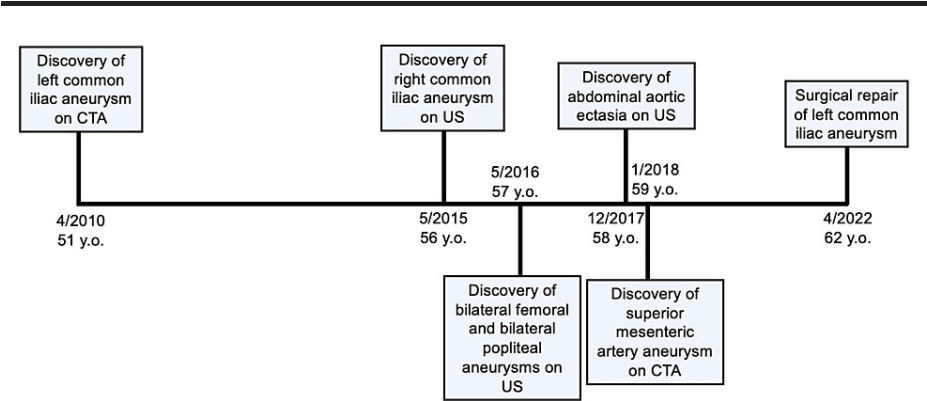 Discovery of
left common
iliac aneurysm
on CTA
4/2010
51 y.o.
Discovery of
right common
iliac aneurysm
on US
5/2015
56 y.o.
5/2016
57 y.o.
Discovery of
bilateral femoral
and bilateral
popliteal
aneurysms on
US
Discovery of
abdominal aortic
ectasia on US
12/2017
58 y.o.
1/2018
59 y.o.
Discovery of
superior
mesenteric
artery aneurysm
on CTA
Surgical repair
of left common
iliac aneurysm
4/2022
62 y.o.